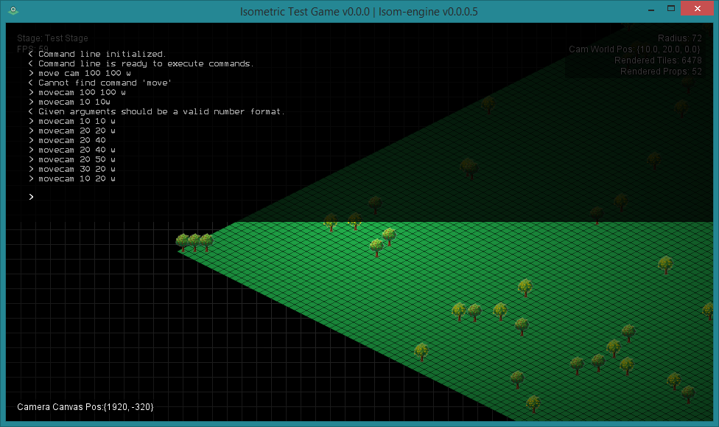 Isometric Test Game v0.0.0 | Isom-engine v0.0.0.5
Stage: Test Stage
FPS: 59
Radius: 72
Cam World Pos: (10.0, 20.0, 0.0)
Rendered Tiles: 6478
Rendered Props: 52
< Command line initialized.
< Command line is ready to execute commands.
> move cam 100 100 w
< Cannot find command 'move'
> movecam 100 100 w
> movecam 10 10w
< Given arguments should be a valid number format.
> movecam 10 10 w
> movecam 20 20 w
> movecam 20 40
> movecam 20 40 w
> movecam 20 50 w
> movecam 30 20 w
> movecam 10 20 w
>
Camera Canvas Pos:{1920, -320}